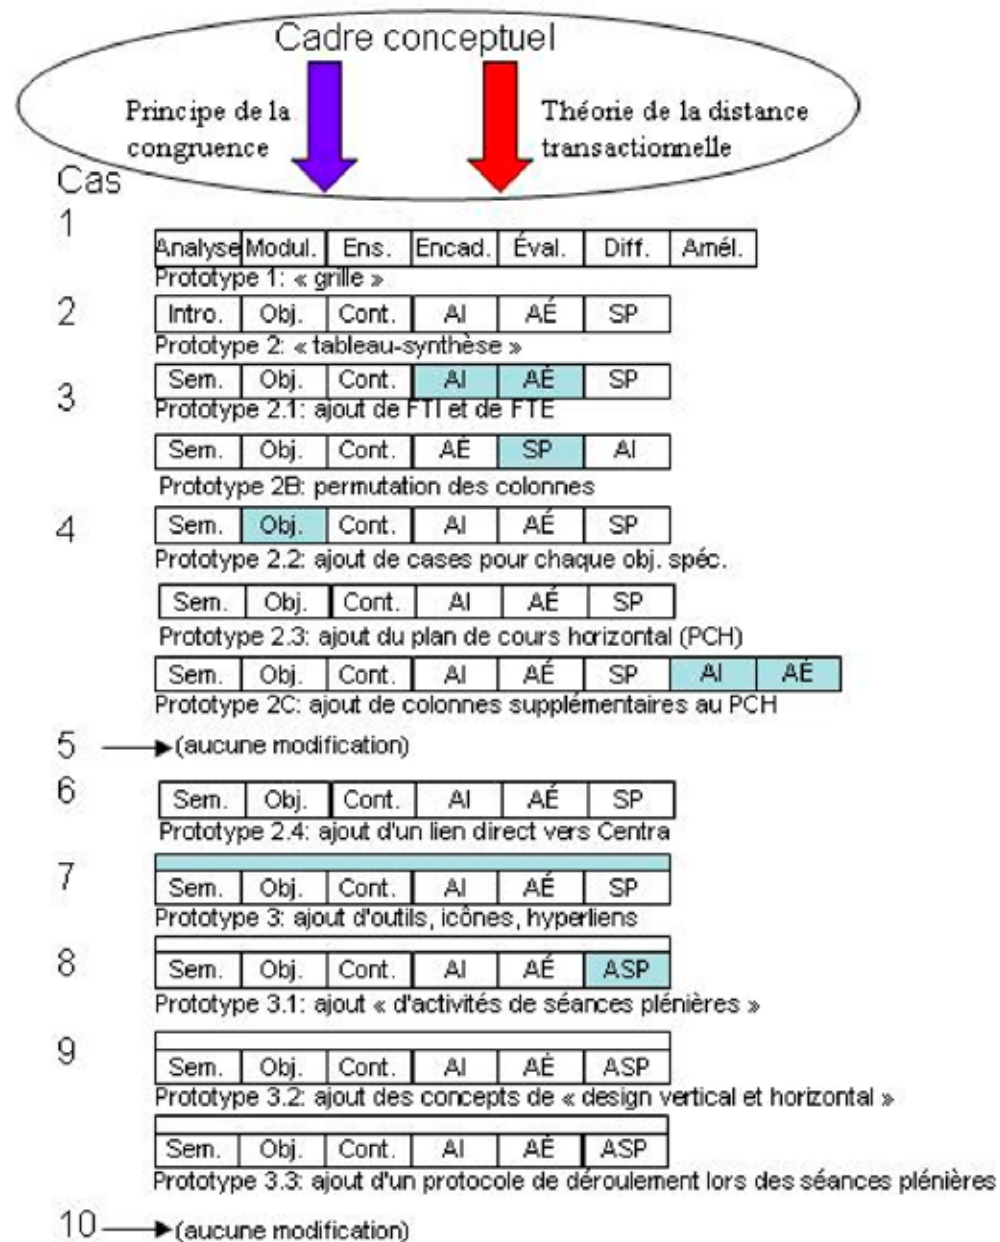 Cadre conceptuel
Principe de la congruence
Théorie de la distance transactionnelle
Cas
1
Analyse Modul. Ens. Encad. Éval. Diff. Amél.
Prototype 1: « grille »
2
Intro. Obj. Cont. AI AÉ SP
Prototype 2: « tableau-synthèse »
3
Sem. Obj. Cont. AI AÉ SP
Prototype 2.1: ajout de FTI et de FTE
Sem. Obj. Cont. AÉ SP AI
Prototype 2B: permutation des colonnes
4
Sem. Obj. Cont. AI AÉ SP
Prototype 2.2: ajout de cases pour chaque obj. spéc.
Sem. Obj. Cont. AI AÉ SP
Prototype 2.3: ajout du plan de cours horizontal (PCH)
Sem. Obj. Cont. AI AÉ SP AI AÉ
Prototype 2C: ajout de colonnes supplémentaires au PCH
5 (aucune modification)
6
Sem. Obj. Cont. AI AÉ SP
Prototype 2.4: ajout d'un lien direct vers Centra
7
Sem. Obj. Cont. AI AÉ SP
Prototype 3: ajout d'outils, icônes, hyperliens
8
Sem. Obj. Cont. AI AÉ ASP
Prototype 3.1: ajout « d'activités de séances plénières »
9
Sem. Obj. Cont. AI AÉ ASP
Prototype 3.2: ajout des concepts de « design vertical et horizontal »
Sem. Obj. Cont. AI AÉ ASP
Prototype 3.3: ajout d'un protocole de déroulement lors des séances plénières
10 (aucune modification)